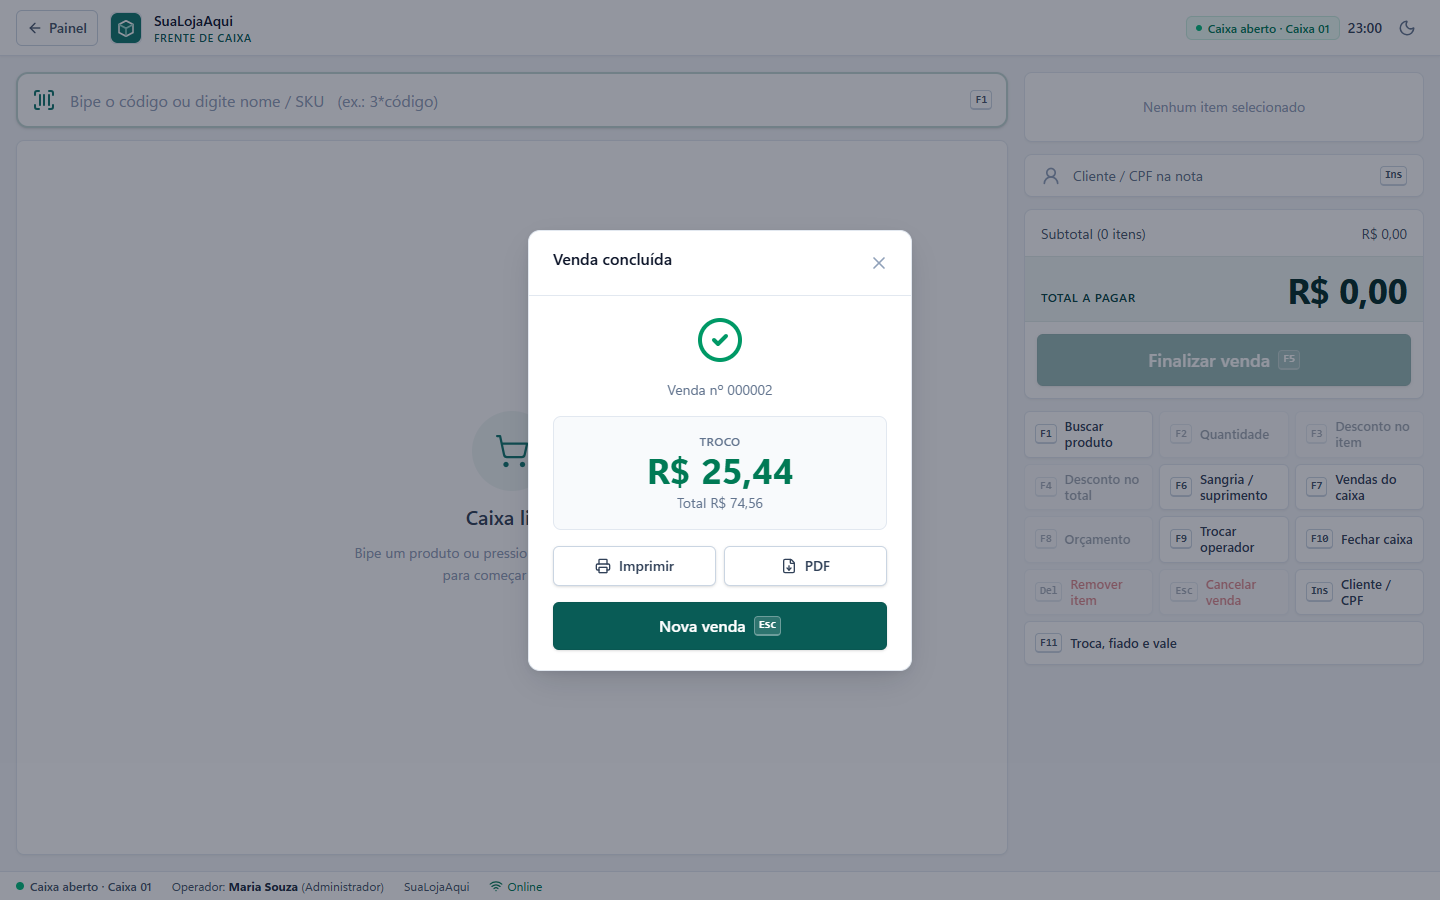 Painel
SuaLojaAqui
FRENTE DE CAIXA
Caixa aberto · Caixa 01
23:00
Bipe o código ou digite nome / SKU (ex.: 3*código)
F1
Nenhum item selecionado
Cliente / CPF na nota
Ins
Subtotal (0 itens)
R$ 0,00
TOTAL A PAGAR
R$ 0,00
Finalizar venda F5
F1 Buscar produto
F2 Quantidade
F3 Desconto no item
F4 Desconto no total
F6 Sangria / suprimento
F7 Vendas do caixa
F8 Orçamento
F9 Trocar operador
F10 Fechar caixa
Del Remover item
Esc Cancelar venda
Ins Cliente / CPF
F11 Troca, fiado e vale
Caixa li
Bipe um produto ou pressio
para começar
Venda concluída
Venda nº 000002
TROCO
R$ 25,44
Total R$ 74,56
Imprimir
PDF
Nova venda Esc
Caixa aberto · Caixa 01
Operador: Maria Souza (Administrador)
SuaLojaAqui
Online